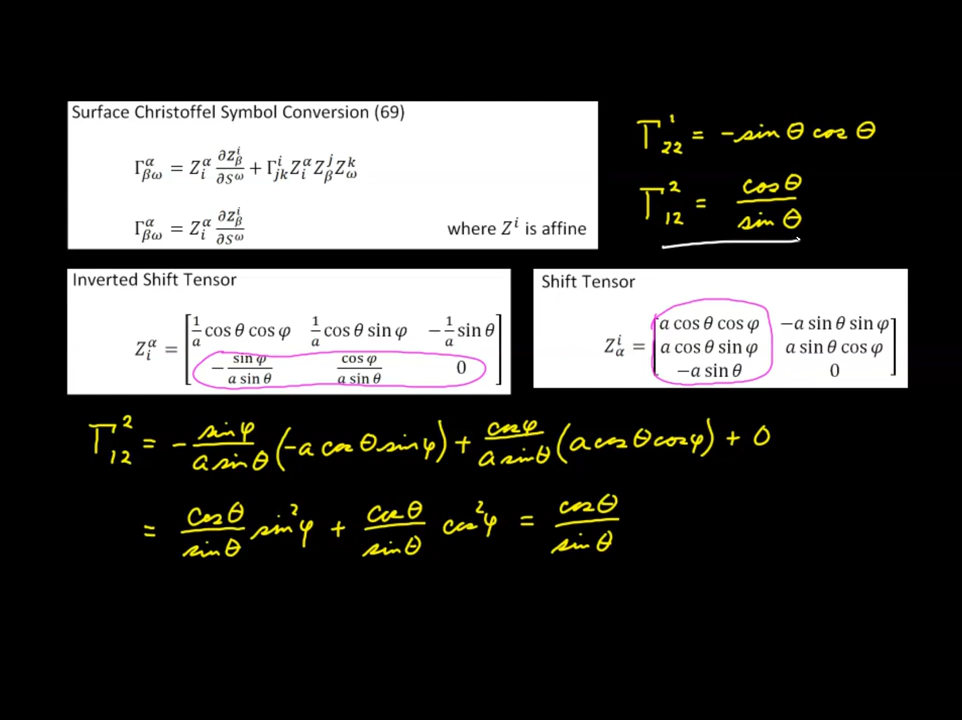 Surface Christoffel Symbol Conversion (69)
Γ^α_βω = Z^α_i ∂Z^i_β/∂S^ω + Γ^i_jk Z^α_i Z^j_β Z^k_ω
Γ^α_βω = Z^α_i ∂Z^i_β/∂S^ω where Z^i is affine
Γ^1_22 = -sin θ cos θ
Γ^2_12 = cos θ / sin θ
Inverted Shift Tensor
Z^α_i = [ 1/a cos θ cos φ 1/a cos θ sin φ -1/a sin θ
- sin φ / a sin θ cos φ / a sin θ 0 ]
Shift Tensor
Z^i_α = [ a cos θ cos φ -a sin θ sin φ
a cos θ sin φ a sin θ cos φ
-a sin θ 0 ]
Γ^2_12 = - sin φ / a sin θ (-a cos θ sin φ) + cos φ / a sin θ (a cos θ cos φ) + 0
= cos θ / sin θ sin² φ + cos θ / sin θ cos² φ = cos θ / sin θ